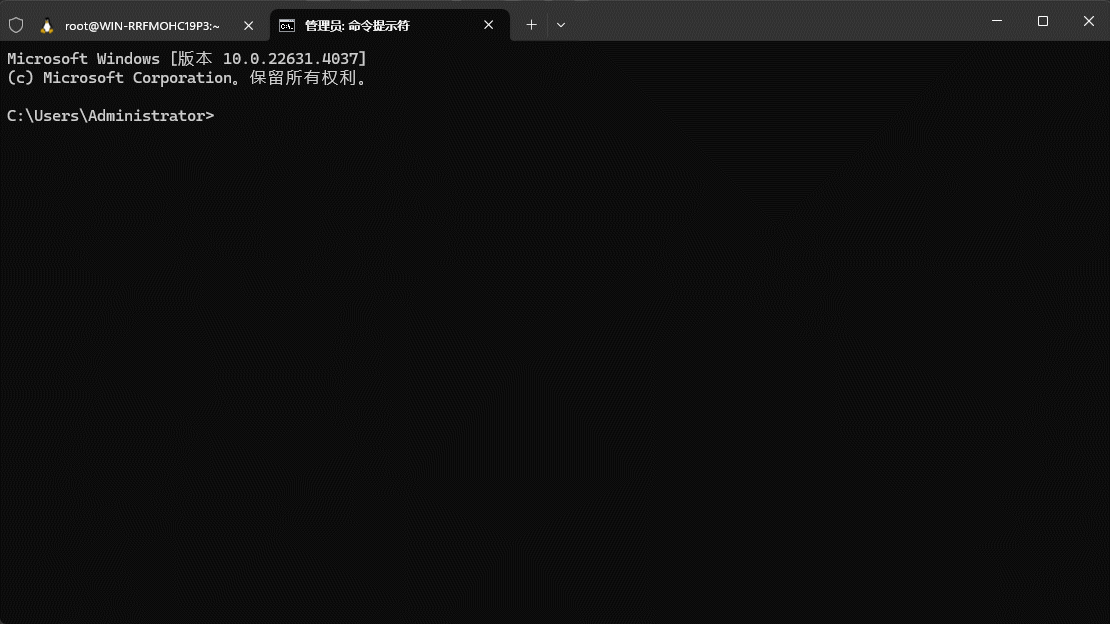 root@WIN-RRFMOHC19P3:~
管理员: 命令提示符
Microsoft Windows [版本 10.0.22631.4037]
(c) Microsoft Corporation。保留所有权利。
C:\Users\Administrator>